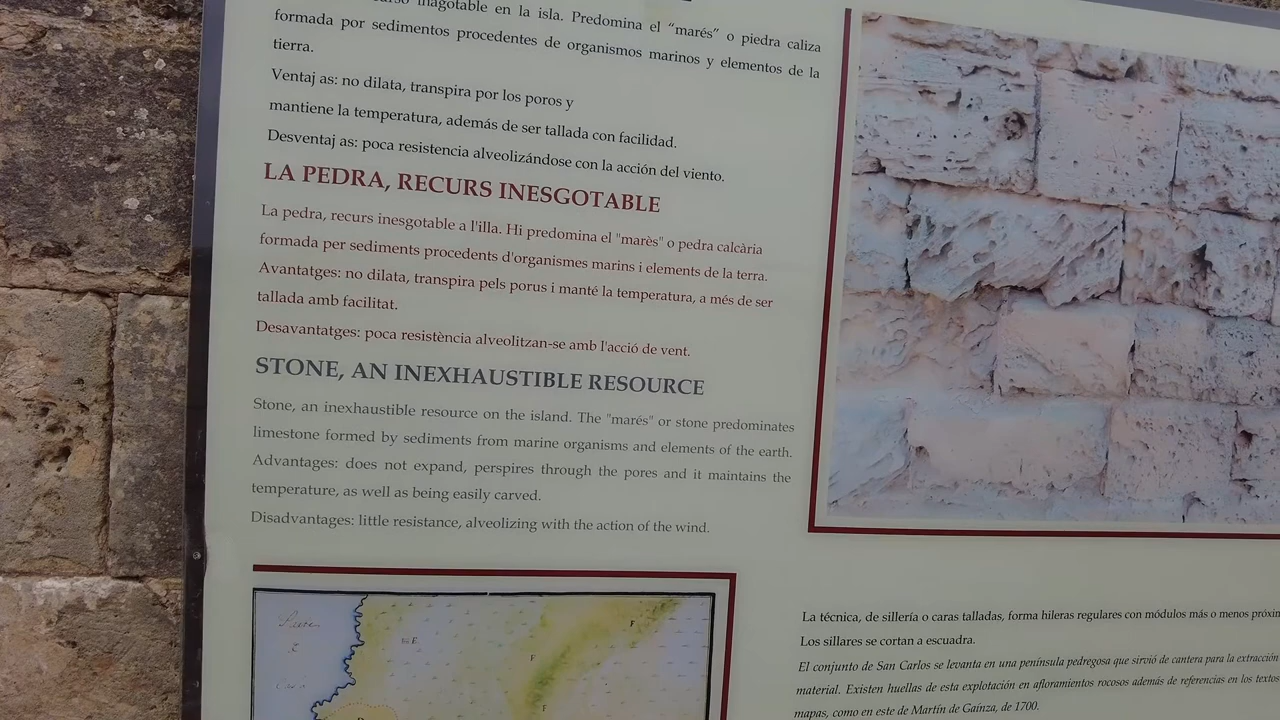 inagotable en la isla. Predomina el “marés” o piedra caliza
formada por sedimentos procedentes de organismos marinos y elementos de la
tierra.
Ventaj as: no dilata, transpira por los poros y
mantiene la temperatura, además de ser tallada con facilidad.
Desventaj as: poca resistencia alveolizándose con la acción del viento.
LA PEDRA, RECURS INESGOTABLE
La pedra, recurs inesgotable a l'illa. Hi predomina el "marès" o pedra calcària
formada per sediments procedents d'organismes marins i elements de la terra.
Avantatges: no dilata, transpira pels porus i manté la temperatura, a més de ser
tallada amb facilitat.
Desavantatges: poca resistència alveolitzan-se amb l'acció de vent.
STONE, AN INEXHAUSTIBLE RESOURCE
Stone, an inexhaustible resource on the island. The "marés" or stone predominates
limestone formed by sediments from marine organisms and elements of the earth.
Advantages: does not expand, perspires through the pores and it maintains the
temperature, as well as being easily carved.
Disadvantages: little resistance, alveolizing with the action of the wind.
F
E
F
F
La técnica, de sillería o caras talladas, forma hileras regulares con módulos más o menos
Los sillares se cortan a escuadra.
El conjunto de San Carlos se levanta en una península pedregosa que sirvió de cantera para la extracción
material. Existen huellas de esta explotación en afloramientos rocosos además de referencias en los textos
mapas, como en este de Martín de Gaínza, de 1700.